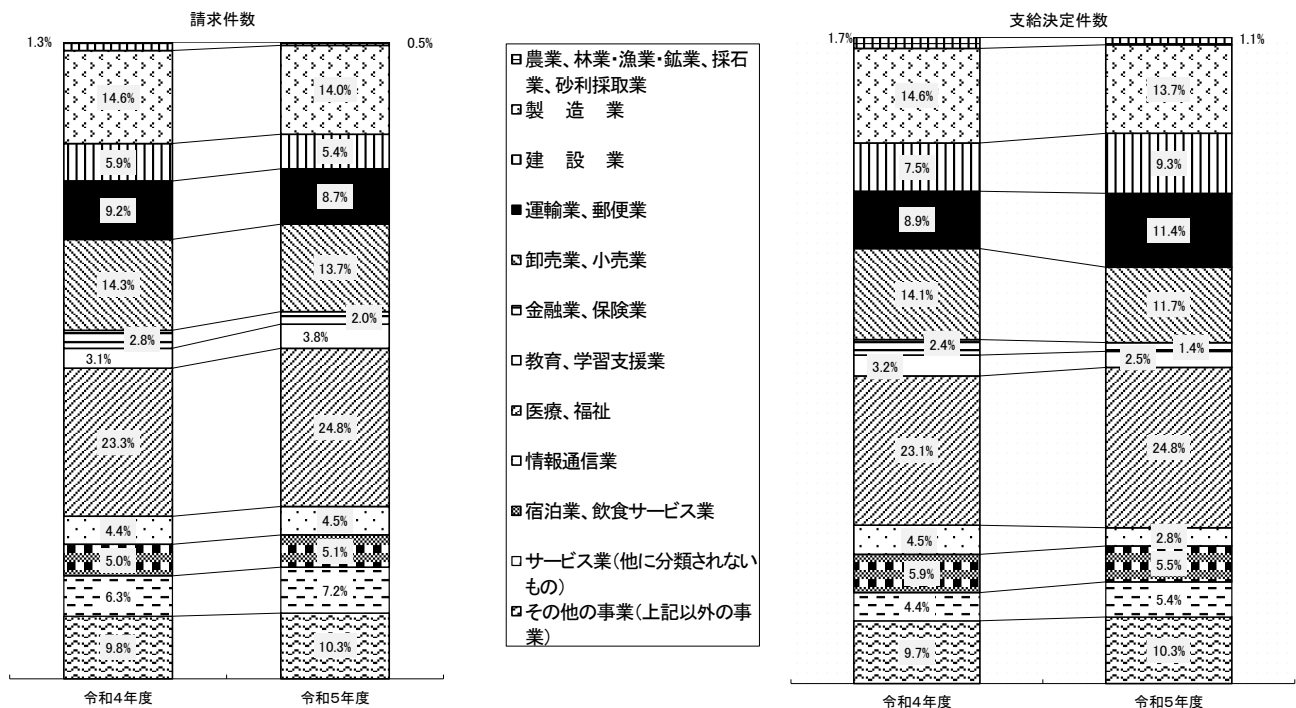 請求件数
1.3%
0.5%
14.6%
14.0%
5.9%
5.4%
9.2%
8.7%
14.3%
13.7%
2.8%
2.0%
3.1%
3.8%
23.3%
24.8%
4.4%
4.5%
5.0%
5.1%
6.3%
7.2%
9.8%
10.3%
令和4年度
令和5年度
農業、林業・漁業・鉱業、採石
業、砂利採取業
製　造　業
建　設　業
運輸業、郵便業
卸売業、小売業
金融業、保険業
教育、学習支援業
医療、福祉
情報通信業
宿泊業、飲食サービス業
サービス業(他に分類されない
もの)
その他の事業(上記以外の事
業)
支給決定件数
1.7%
1.1%
14.6%
13.7%
7.5%
9.3%
8.9%
11.4%
14.1%
11.7%
2.4%
1.4%
3.2%
2.5%
23.1%
24.8%
4.5%
2.8%
5.9%
5.5%
4.4%
5.4%
9.7%
10.3%
令和4年度
令和5年度